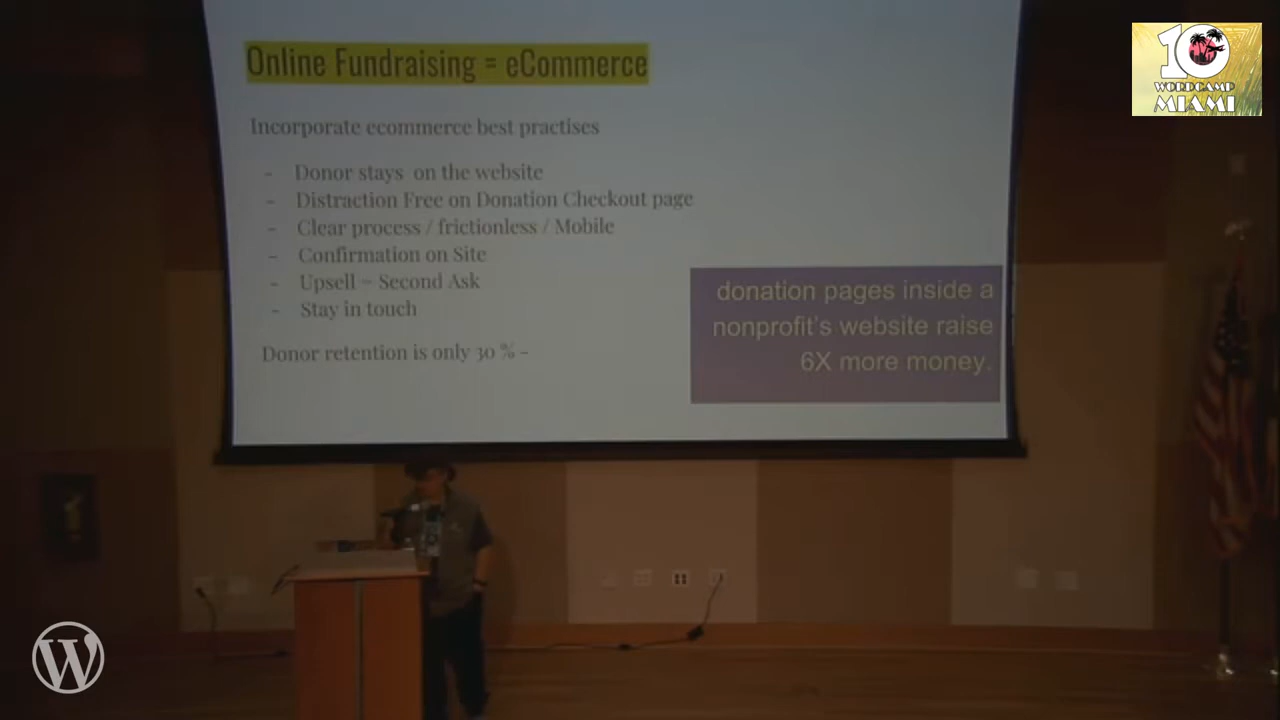 Online Fundraising = eCommerce
Incorporate ecommerce best practises
- Donor stays on the website
- Distraction Free on Donation Checkout page
- Clear process / frictionless / Mobile
- Confirmation on Site
- Upsell – Second Ask
- Stay in touch
Donor retention is only 30 % -
donation pages inside a
nonprofit's website raise
6X more money.
10
WORDCAMP
MIAMI
W